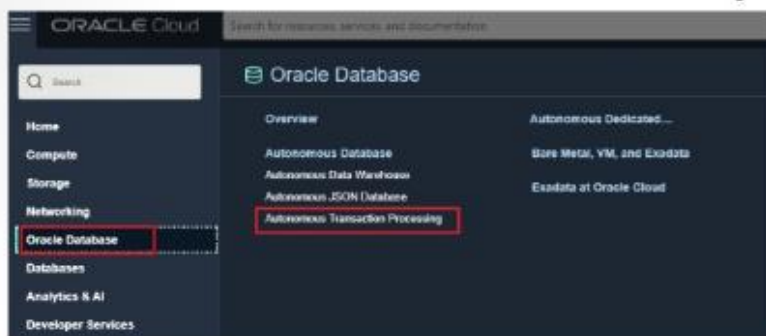 ORACLE Cloud
Search for resources, services, and documentation
Search
Home
Compute
Storage
Networking
Oracle Database
Databases
Analytics & AI
Developer Services
Oracle Database
Overview
Autonomous Database
Autonomous Data Warehouse
Autonomous JSON Database
Autonomous Transaction Processing
Autonomous Dedicated...
Bare Metal, VM, and Exadata
Exadata at Oracle Cloud